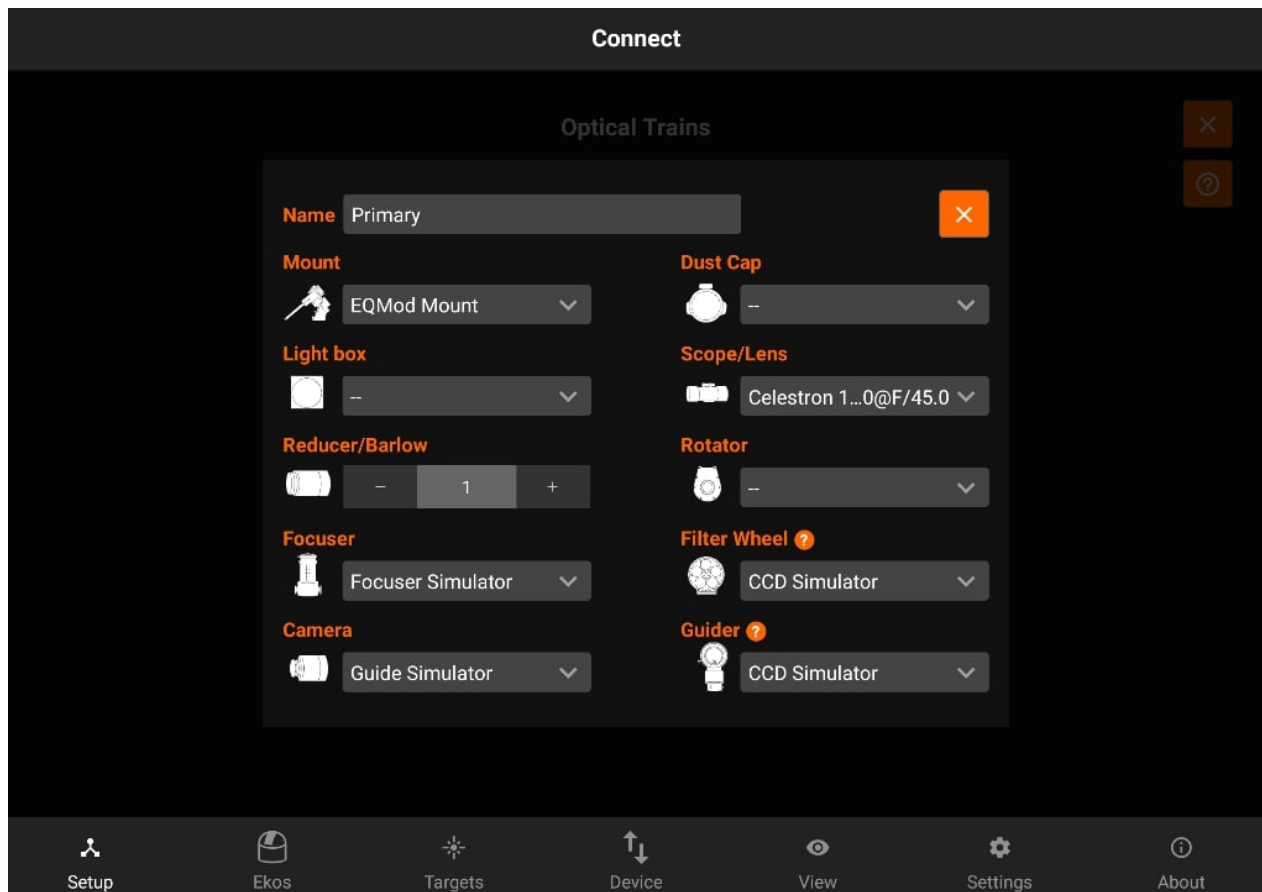 Connect
Optical Trains
Name Primary
Mount Dust Cap
EQMod Mount --
Light box Scope/Lens
-- Celestron 1...0@F/45.0
Reducer/Barlow Rotator
− 1 + --
Focuser Filter Wheel ?
Focuser Simulator CCD Simulator
Camera Guider ?
Guide Simulator CCD Simulator
Setup Ekos Targets Device View Settings About